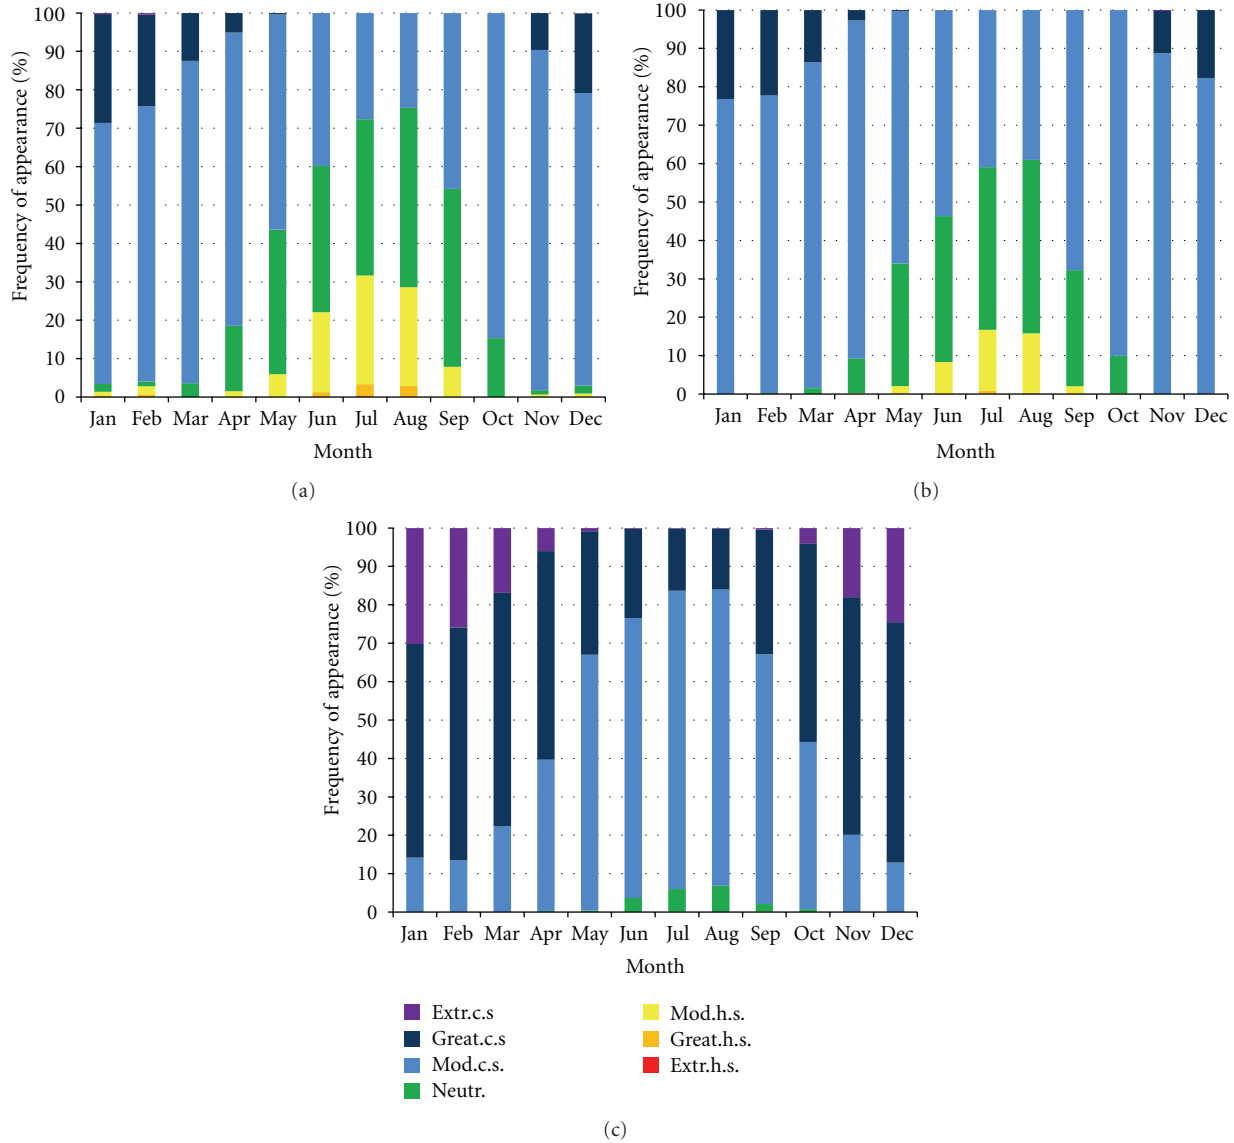 Frequency of appearance (%)
100
90
80
70
60
50
40
30
20
10
0
Jan Feb Mar Apr May Jun Jul Aug Sep Oct Nov Dec
Month
(a)
Frequency of appearance (%)
100
90
80
70
60
50
40
30
20
10
0
Jan Feb Mar Apr May Jun Jul Aug Sep Oct Nov Dec
Month
(b)
Frequency of appearance (%)
100
90
80
70
60
50
40
30
20
10
0
Jan Feb Mar Apr May Jun Jul Aug Sep Oct Nov Dec
Month
Extr.c.s
Great.c.s
Mod.c.s.
Neutr.
Mod.h.s.
Great.h.s.
Extr.h.s.
(c)